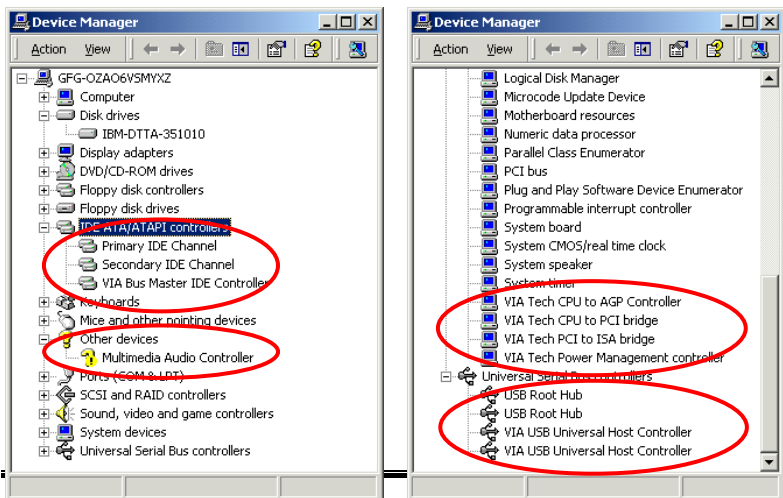 Device Manager
Action View
GFG-OZAO6V5MYXZ
Computer
Disk drives
IBM-DTTA-351010
Display adapters
DVD/CD-ROM drives
Floppy disk controllers
Floppy disk drives
IDE ATA/ATAPI controllers
Primary IDE Channel
Secondary IDE Channel
VIA Bus Master IDE Controller
Keyboards
Mice and other pointing devices
Other devices
Multimedia Audio Controller
Ports (COM & LPT)
SCSI and RAID controllers
Sound, video and game controllers
System devices
Universal Serial Bus controllers
Device Manager
Action View
Logical Disk Manager
Microcode Update Device
Motherboard resources
Numeric data processor
Parallel Class Enumerator
PCI bus
Plug and Play Software Device Enumerator
Programmable interrupt controller
System board
System CMOS/real time clock
System speaker
System timer
VIA Tech CPU to AGP Controller
VIA Tech CPU to PCI bridge
VIA Tech PCI to ISA bridge
VIA Tech Power Management controller
Universal Serial Bus controllers
USB Root Hub
USB Root Hub
VIA USB Universal Host Controller
VIA USB Universal Host Controller